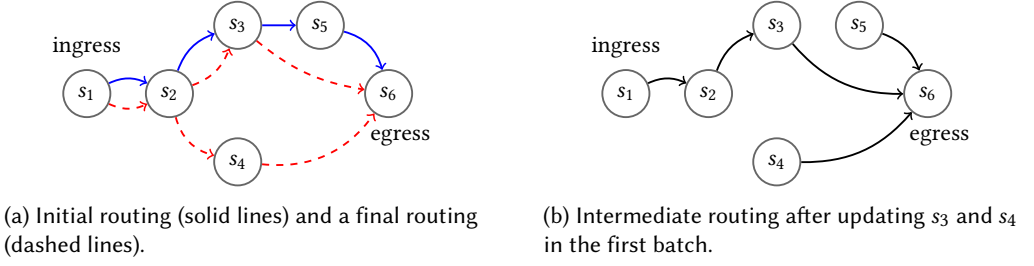 s3
s5
ingress
s1
s2
s6
egress
s4
(a) Initial routing (solid lines) and a final routing
(dashed lines).
s3
s5
ingress
s1
s2
s6
egress
s4
(b) Intermediate routing after updating s3 and s4
in the first batch.